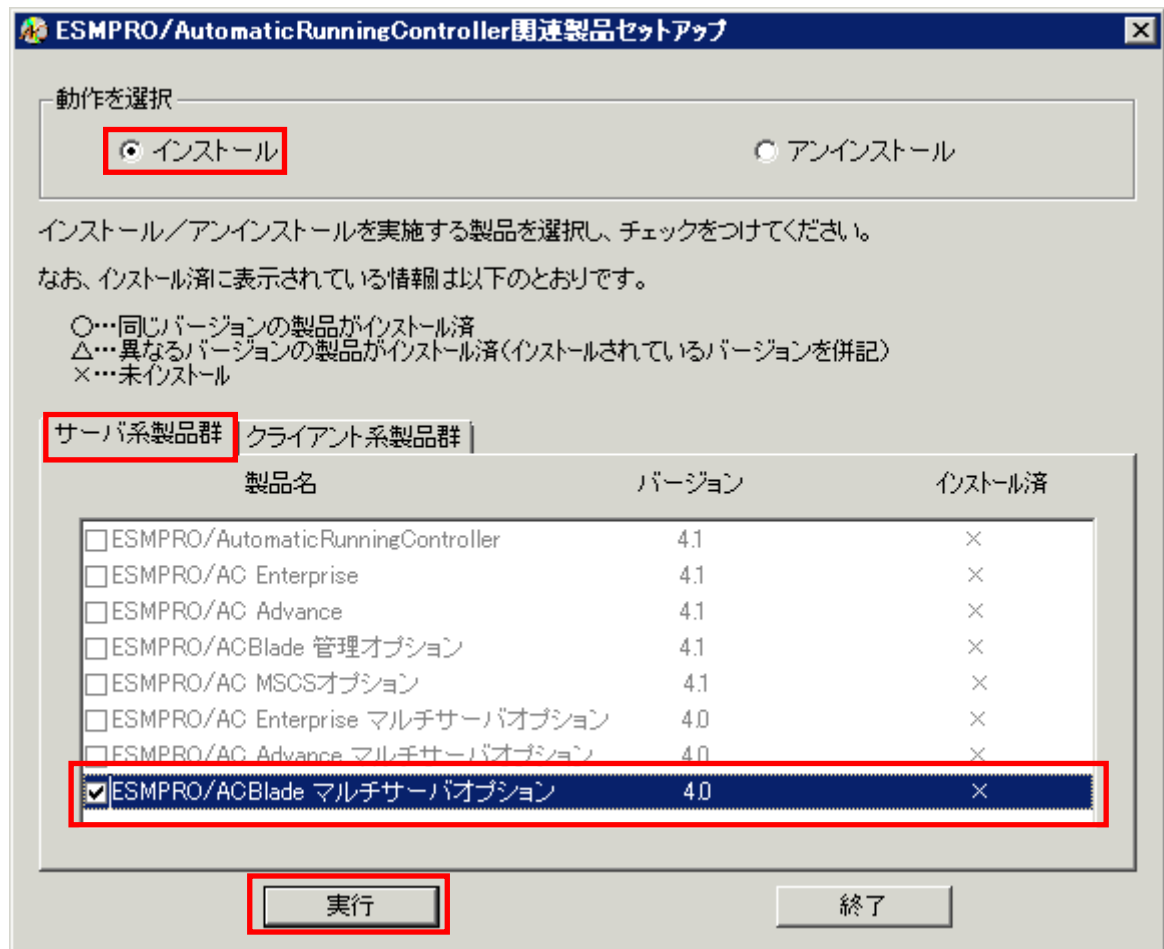 ESMPRO/AutomaticRunningController関連製品セットアップ
動作を選択
インストール
アンインストール
インストール／アンインストールを実施する製品を選択し、チェックをつけてください。
なお、インストール済に表示されている情報は以下のとおりです。
○…同じバージョンの製品がインストール済
△…異なるバージョンの製品がインストール済(インストールされているバージョンを併記)
×…未インストール
サーバ系製品群 クライアント系製品群
製品名 バージョン インストール済
ESMPRO/AutomaticRunningController 4.1 ×
ESMPRO/AC Enterprise 4.1 ×
ESMPRO/AC Advance 4.1 ×
ESMPRO/ACBlade 管理オプション 4.1 ×
ESMPRO/AC MSCSオプション 4.1 ×
ESMPRO/AC Enterprise マルチサーバオプション 4.0 ×
ESMPRO/AC Advance マルチサーバオプション 4.0 ×
ESMPRO/ACBlade マルチサーバオプション 4.0 ×
実行 終了